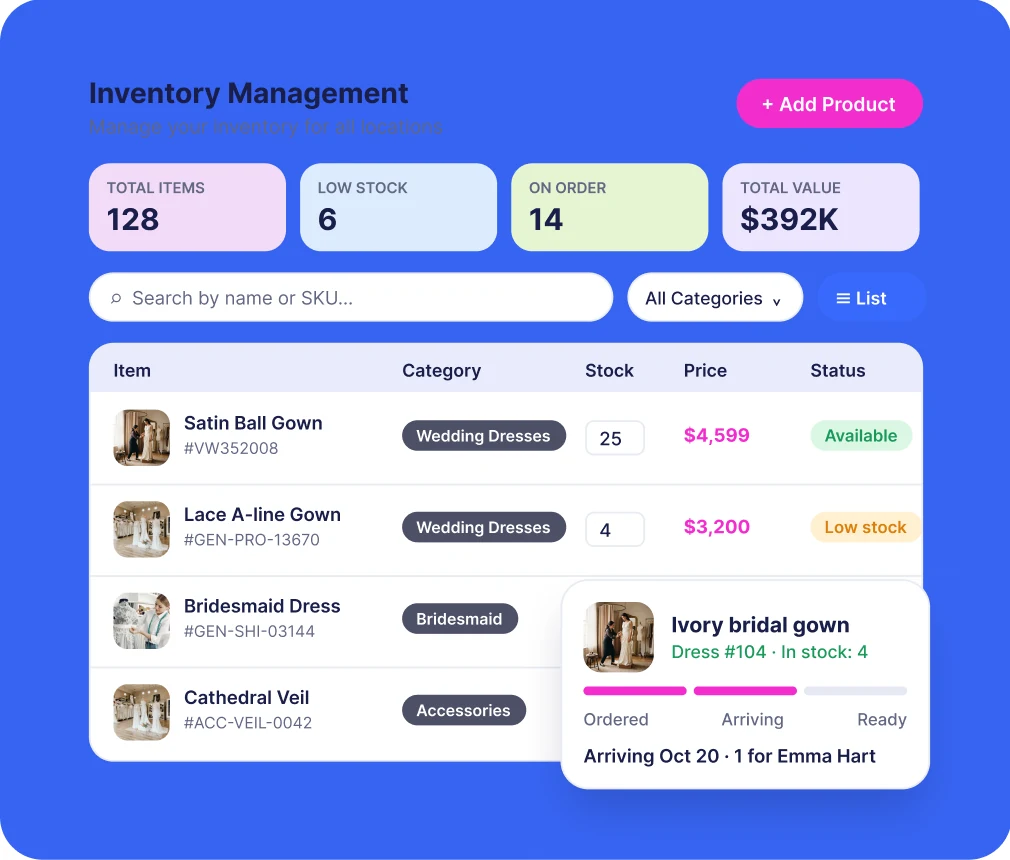 Inventory Management
Manage your inventory for all locations
+ Add Product
TOTAL ITEMS
128
LOW STOCK
6
ON ORDER
14
TOTAL VALUE
$392K
Search by name or SKU...
All Categories
List
Item Category Stock Price Status
Satin Ball Gown
#VW352008
Wedding Dresses
25
$4,599
Available
Lace A-line Gown
#GEN-PRO-13670
Wedding Dresses
4
$3,200
Low stock
Bridesmaid Dress
#GEN-SHI-03144
Bridesmaid
Cathedral Veil
#ACC-VEIL-0042
Accessories
Ivory bridal gown
Dress #104 · In stock: 4
Ordered Arriving Ready
Arriving Oct 20 · 1 for Emma Hart